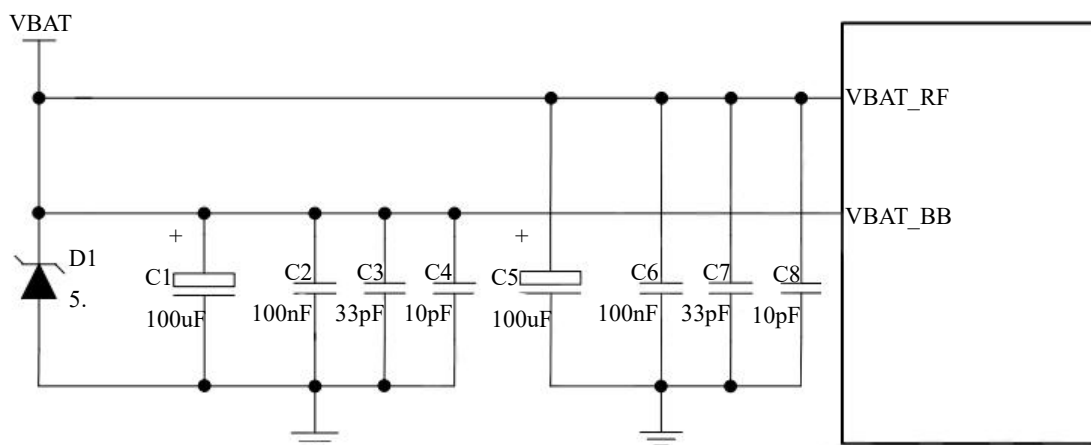 VBAT
VBAT_RF
VBAT_BB
+
+
D1
C1
C2
C3
C4
C5
C6
C7
C8
5.
100uF
100nF
33pF
10pF
100uF
100nF
33pF
10pF